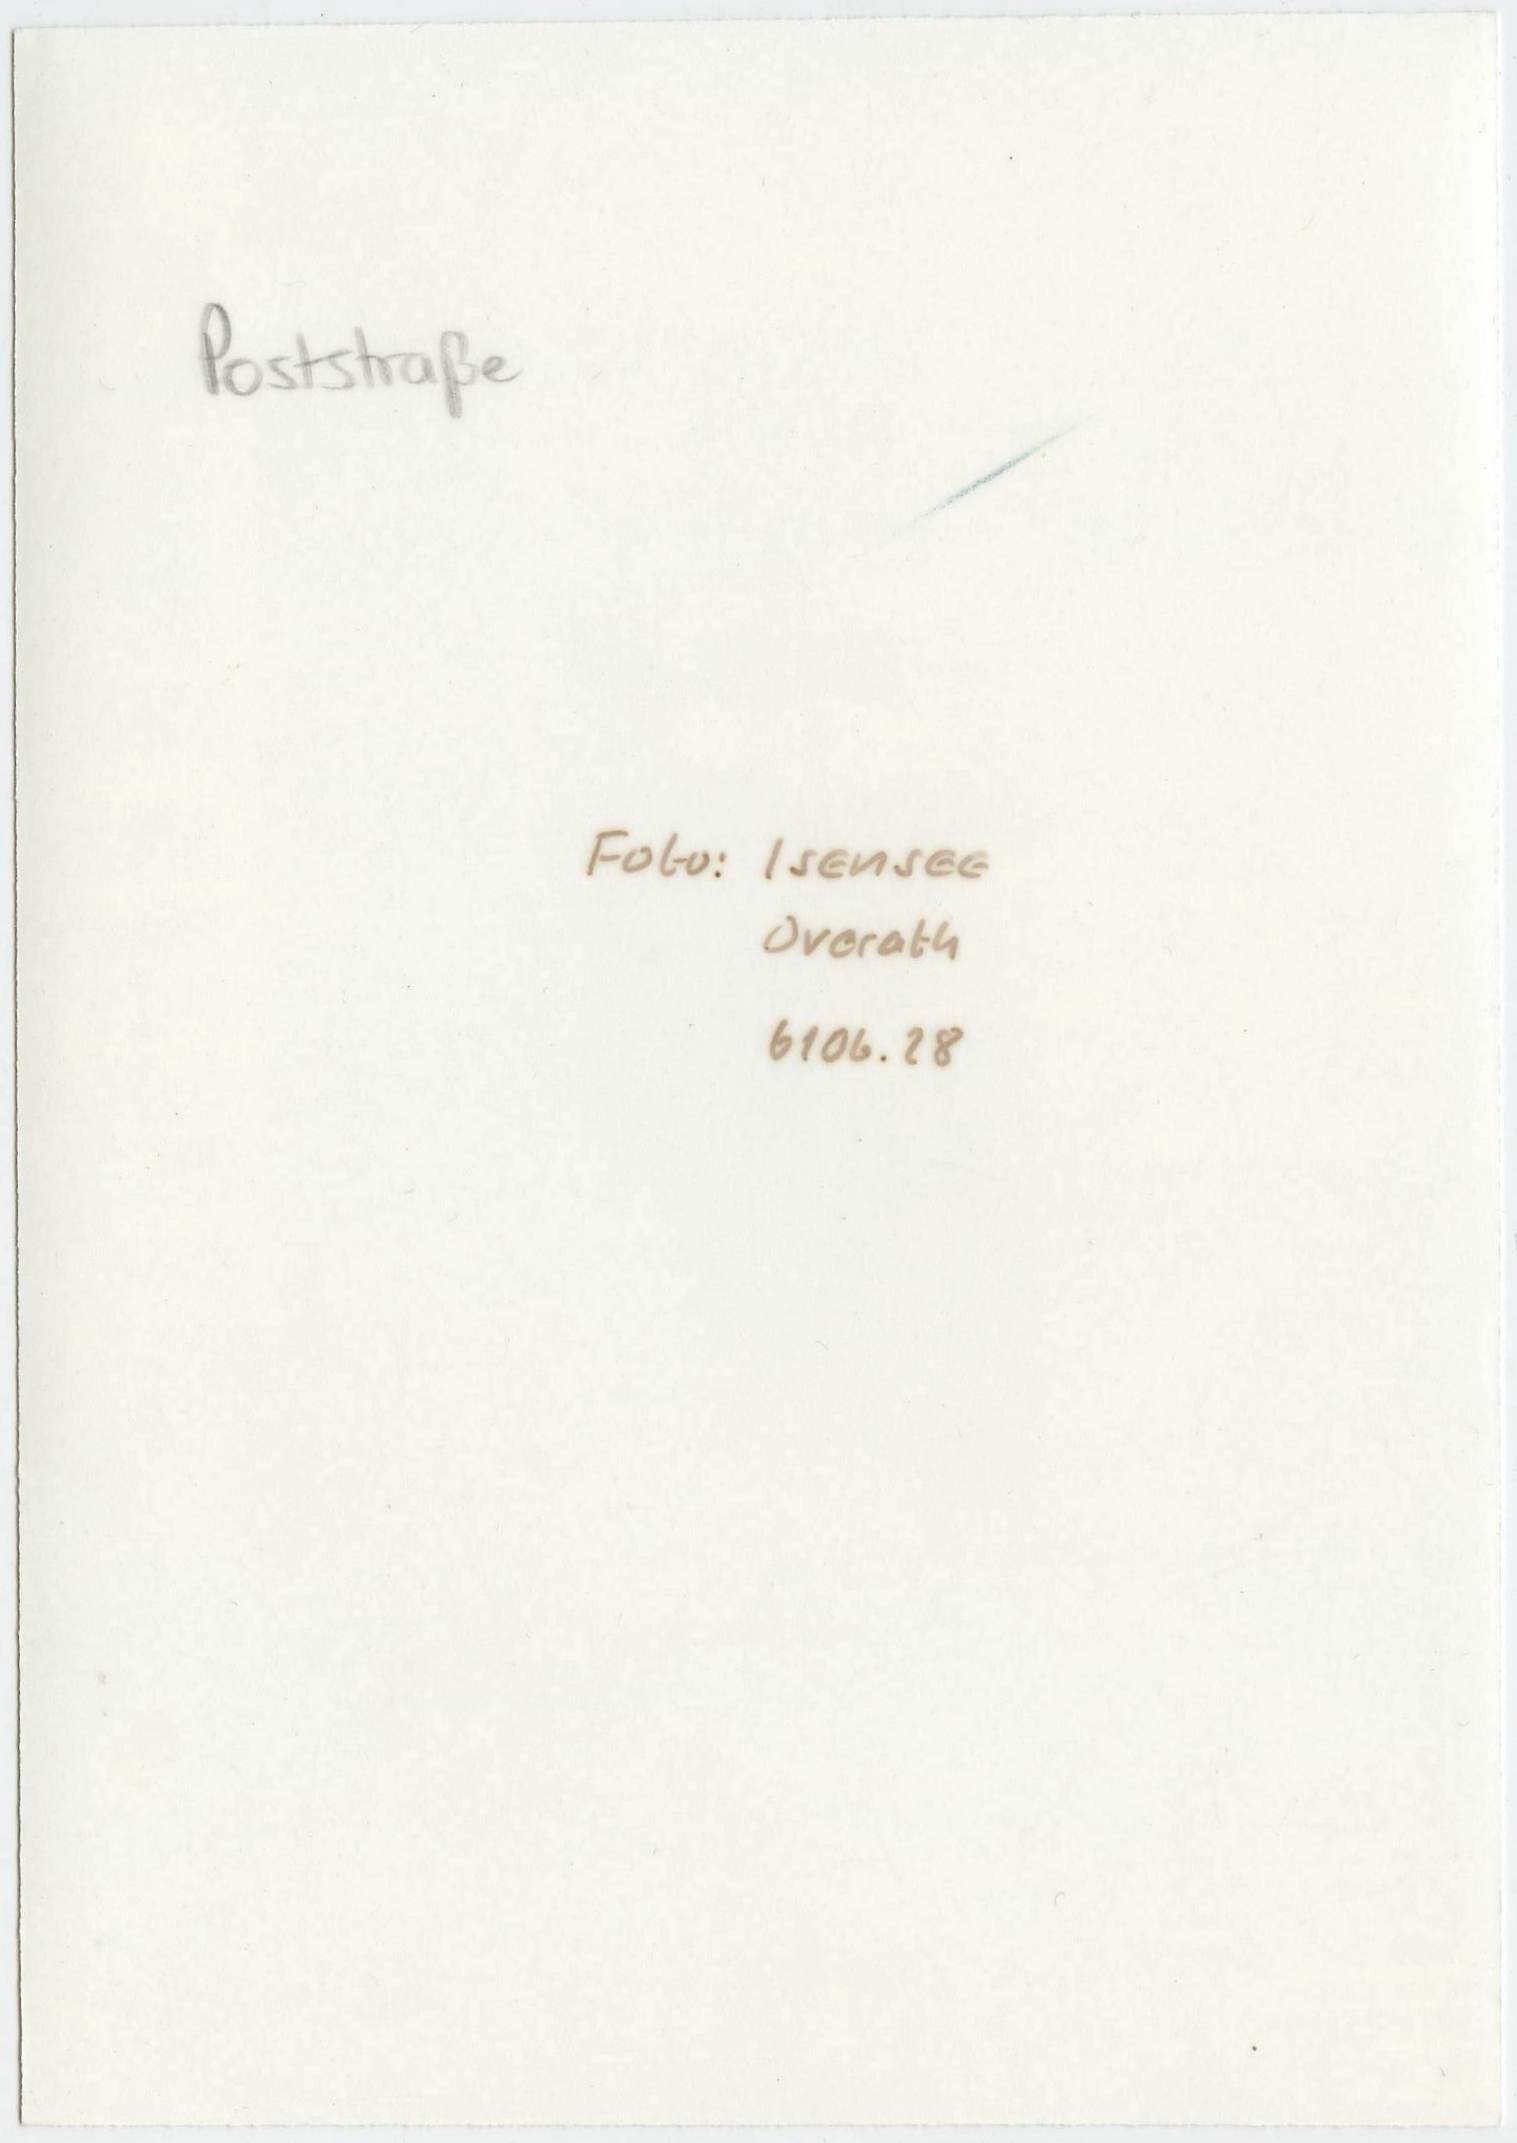 Poststraße
Foto: Isensee
Overath
6106.28